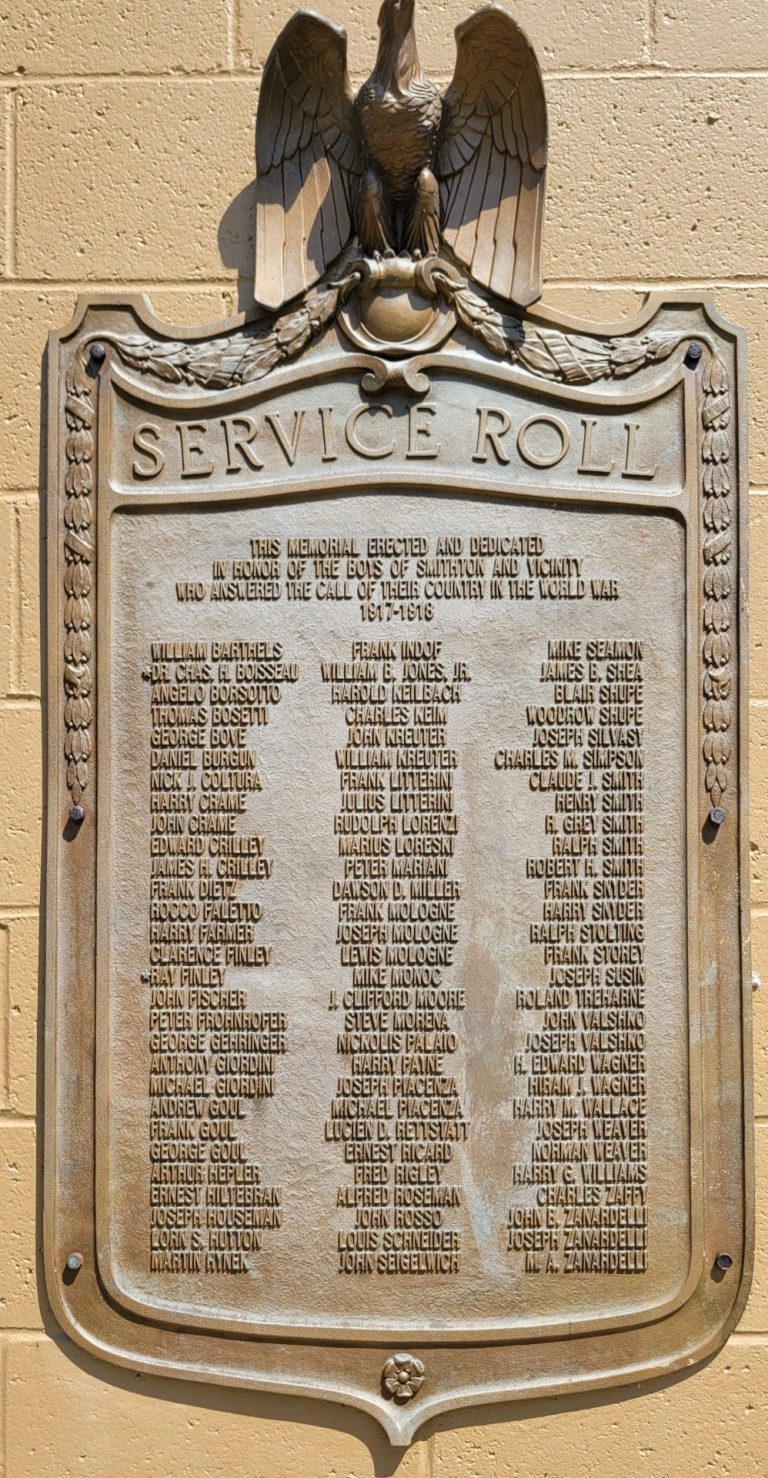 SERVICE ROLL
THIS MEMORIAL ERECTED AND DEDICATED
IN HONOR OF THE BOYS OF SMITHTON AND VICINITY
WHO ANSWERED THE CALL OF THEIR COUNTRY IN THE WORLD WAR
1917-1918
WILLIAM BARTHELS
*DR. CHAS. H. BOISSEAU
ANGELO BORSOTTO
THOMAS BOSETTI
GEORGE BOVE
DANIEL BURGUN
NICK J. COLTURA
HARRY CRAME
JOHN CRAME
EDWARD CRILLEY
JAMES H. CRILLEY
FRANK DIETZ
ROCCO FALETTO
HARRY FARMER
CLARENCE FINLEY
*RAY FINLEY
JOHN FISCHER
PETER FROHNHOFER
GEORGE GEHRINGER
ANTHONY GIORDINI
MICHAEL GIORDINI
ANDREW GOUL
FRANK GOUL
GEORGE GOUL
ARTHUR HEPLER
ERNEST HILTEBRAN
JOSEPH HOUSEMAN
LORN S. HUTTON
MARTIN HYNEK
FRANK INDOF
WILLIAM B. JONES, JR.
HAROLD KEILBACH
CHARLES KEIM
JOHN KREUTER
WILLIAM KREUTER
FRANK LITTERINI
JULIUS LITTERINI
RUDOLPH LORENZI
MARIUS LORESKI
PETER MARIANI
DAWSON D. MILLER
FRANK MOLOGNE
JOSEPH MOLOGNE
LEWIS MOLOGNE
MIKE MONOC
J. CLIFFORD MOORE
STEVE MORENA
NICKOLIS PALAIO
HARRY PAYNE
JOSEPH PIACENZA
MICHAEL PIACENZA
LUCIEN D. RETTSTATT
ERNEST RICARD
FRED RIGLEY
ALFRED ROSEMAN
JOHN ROSSO
LOUIS SCHNEIDER
JOHN SEIGELWICH
MIKE SEAMON
JAMES B. SHEA
BLAIR SHUPE
WOODROW SHUPE
JOSEPH SILVASY
CHARLES M. SIMPSON
CLAUDE J. SMITH
HENRY SMITH
R. GREY SMITH
RALPH SMITH
ROBERT H. SMITH
FRANK SNYDER
HARRY SNYDER
RALPH STOLTING
FRANK STOREY
JOSEPH SUSIN
ROLAND TREHARNE
JOHN VALSHKO
JOSEPH VALSHKO
H. EDWARD WAGNER
HIRAM J. WAGNER
HARRY M. WALLACE
JOSEPH WEAVER
NORMAN WEAVER
HARRY G. WILLIAMS
CHARLES ZAFFY
JOHN B. ZANARDELLI
JOSEPH ZANARDELLI
M. A. ZANARDELLI